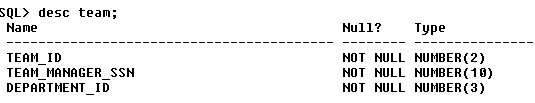 SQL> desc team;
Name Null? Type
----------------------------------------- -------- ----------------
TEAM_ID NOT NULL NUMBER(2)
TEAM_MANAGER_SSN NOT NULL NUMBER(10)
DEPARTMENT_ID NOT NULL NUMBER(3)